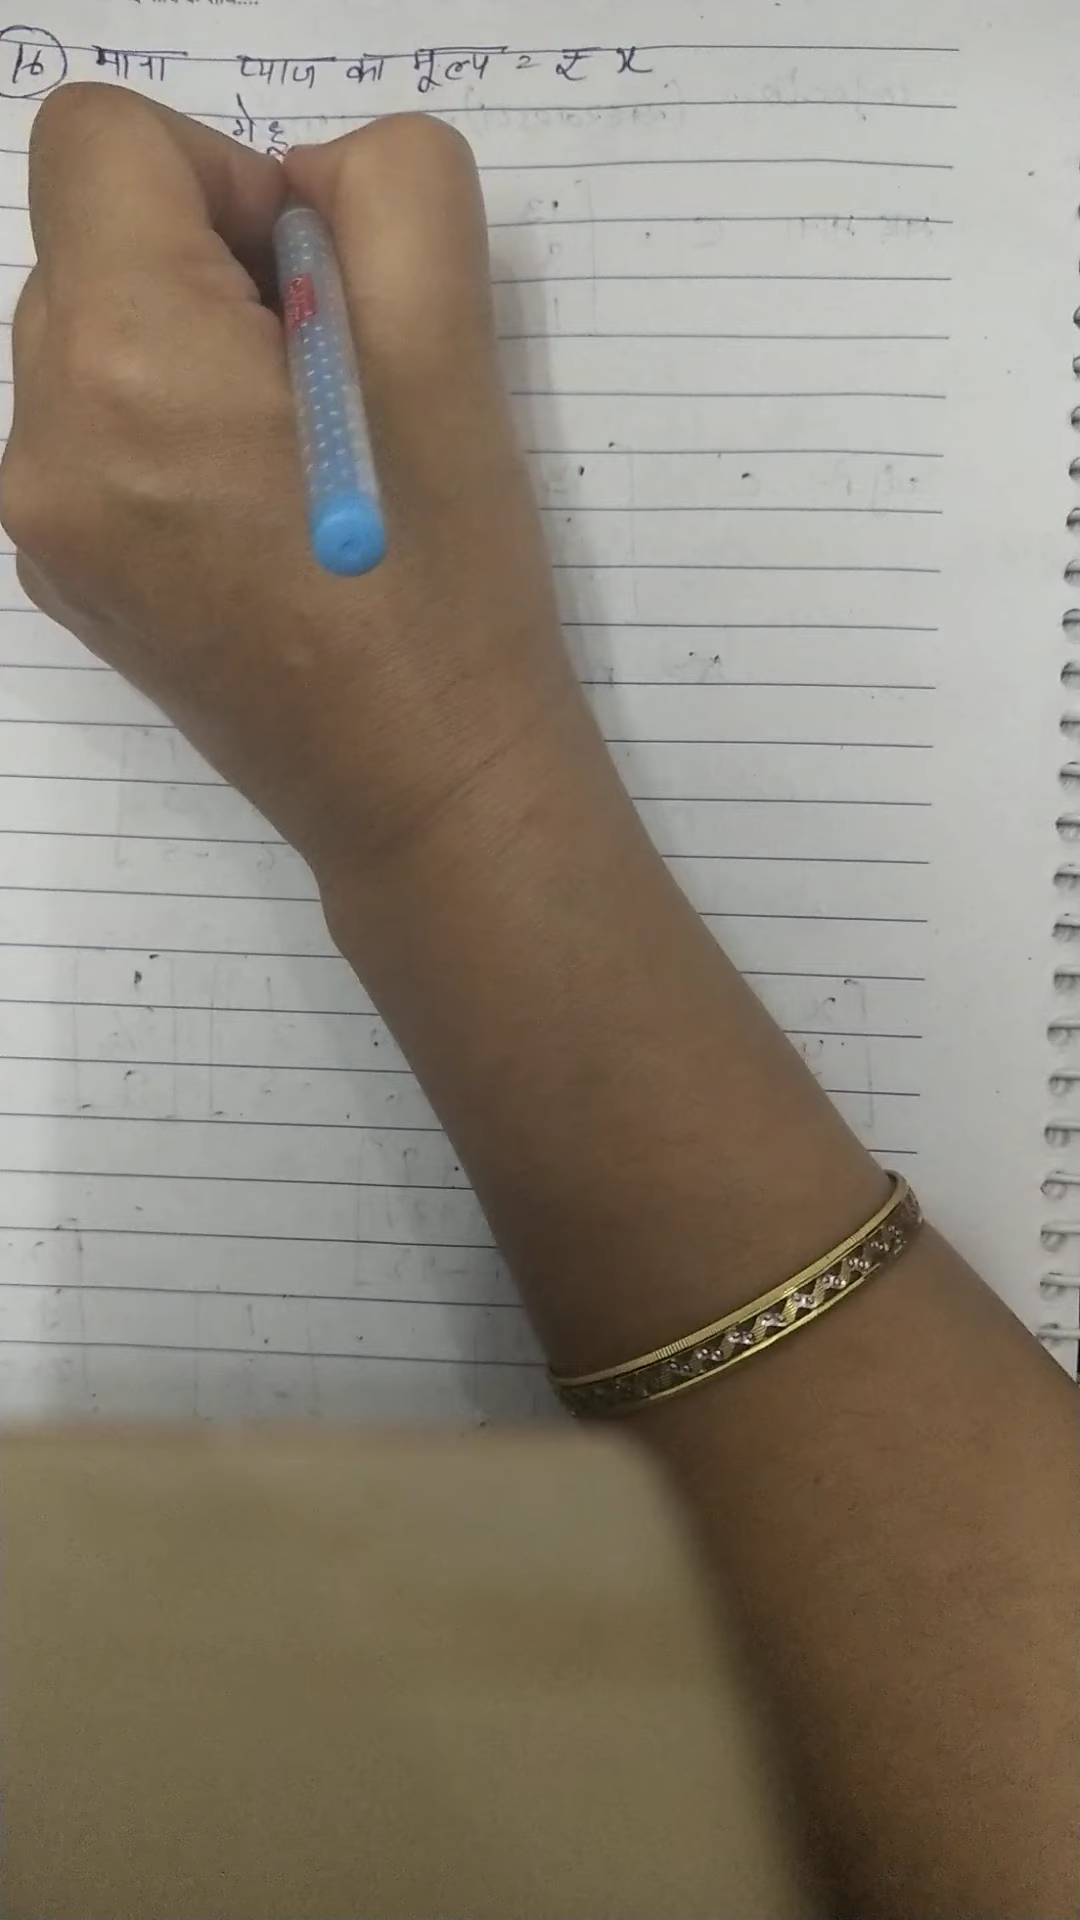 16 माना प्याज का मूल्य = ₹ x
गेहू